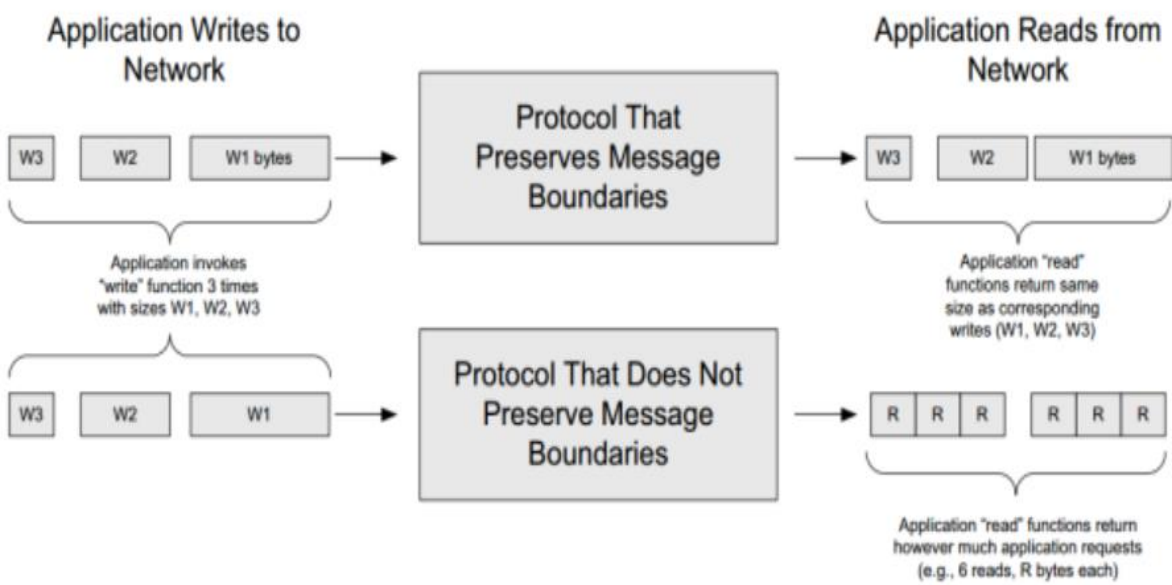 Application Writes to
Network
Application Reads from
Network
W3
W2
W1 bytes
Protocol That
Preserves Message
Boundaries
W3
W2
W1 bytes
Application invokes
“write” function 3 times
with sizes W1, W2, W3
Application “read”
functions return same
size as corresponding
writes (W1, W2, W3)
W3
W2
W1
Protocol That Does Not
Preserve Message
Boundaries
R
R
R
R
R
R
Application “read” functions return
however much application requests
(e.g., 6 reads, R bytes each)